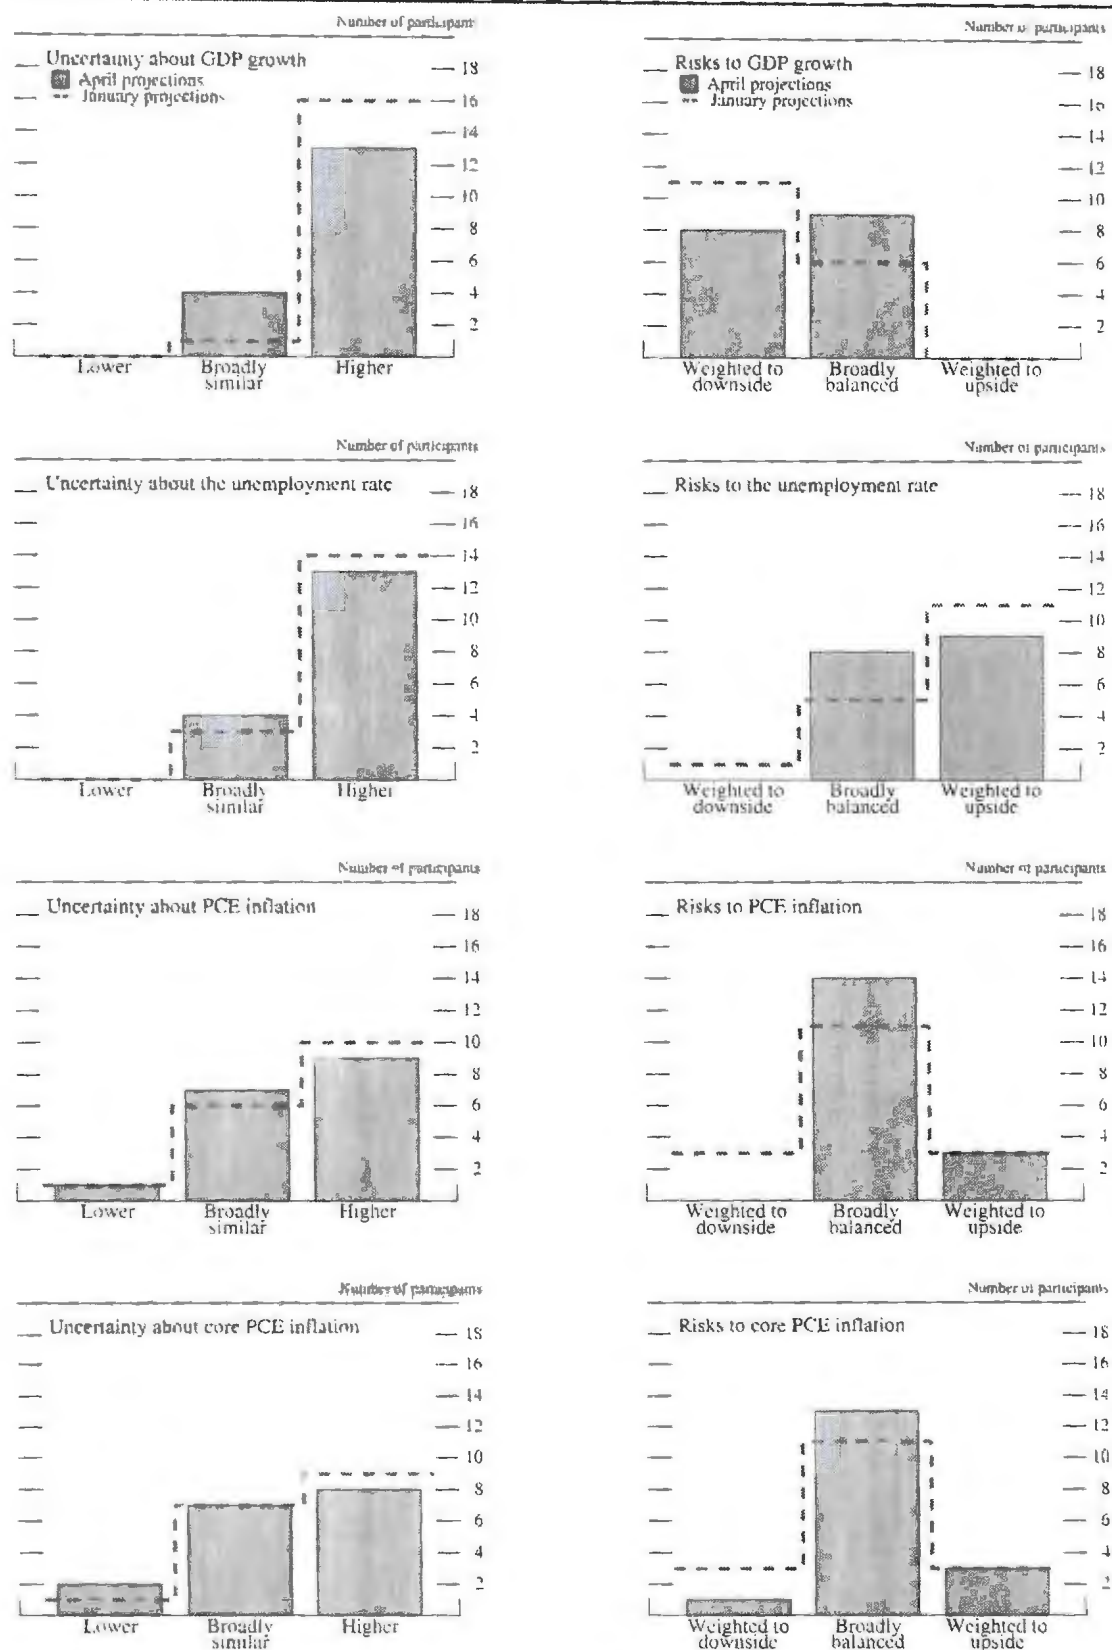 Number of participant
Uncertainty about GDP growth
April projections
January projections
18
16
14
12
10
8
6
4
2
Lower
Broadly
similar
Higher
Number of participants
Risks to GDP growth
April projections
January projections
18
16
14
12
10
8
6
4
2
Weighted to
downside
Broadly
balanced
Weighted to
upside
Number of participants
Uncertainty about the unemployment rate
18
16
14
12
10
8
6
4
2
Lower
Broadly
similar
Higher
Number of participants
Risks to the unemployment rate
18
16
14
12
10
8
6
4
2
Weighted to
downside
Broadly
balanced
Weighted to
upside
Number of participants
Uncertainty about PCE inflation
18
16
14
12
10
8
6
4
2
Lower
Broadly
similar
Higher
Number of participants
Risks to PCE inflation
18
16
14
12
10
8
6
4
2
Weighted to
downside
Broadly
balanced
Weighted to
upside
Number of participants
Uncertainty about core PCE inflation
18
16
14
12
10
8
6
4
2
Lower
Broadly
similar
Higher
Number of participants
Risks to core PCE inflation
18
16
14
12
10
8
6
4
2
Weighted to
downside
Broadly
balanced
Weighted to
upside